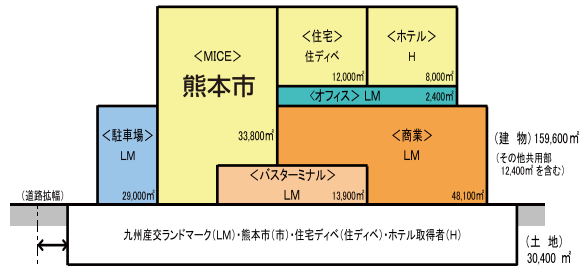 ＜MICE＞
熊本市
33,800㎡
＜住宅＞
住ディベ
12,000㎡
＜ホテル＞
H
8,000㎡
＜オフィス＞ LM
2,400㎡
＜駐車場＞
LM
29,000㎡
＜商業＞
LM
48,100㎡
＜バスターミナル＞
LM
13,900㎡
(建　物) 159,600㎡
(その他共用部
12,400㎡を含む)
(道路拡幅)
九州産交ランドマーク(LM)・熊本市(市)・住宅ディベ(住ディベ)・ホテル取得者(H)
(土 地)
30,400 ㎡